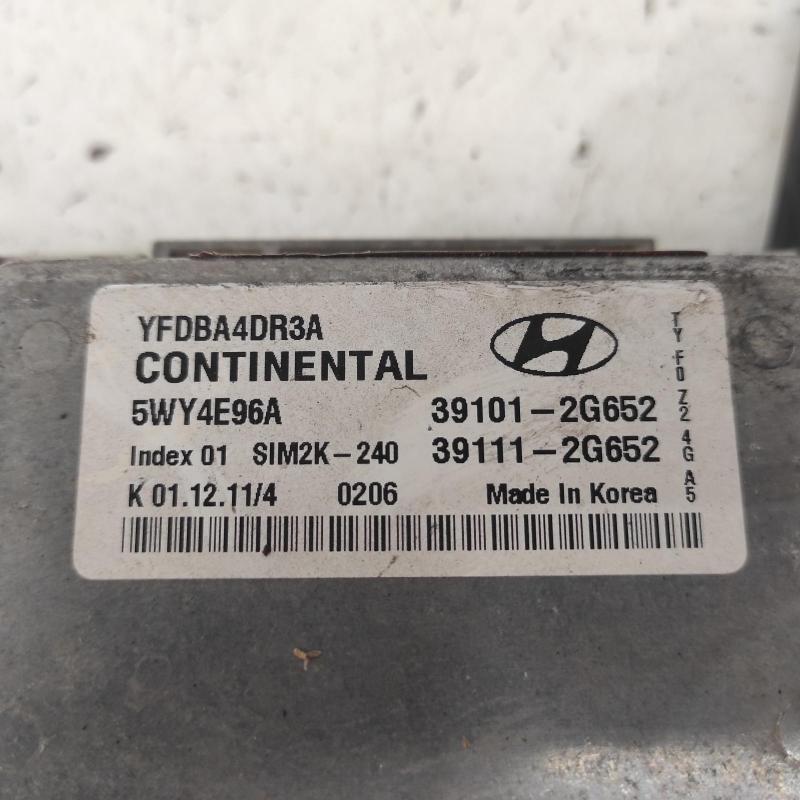 YFDBA4DR3A
CONTINENTAL
5WY4E96A 39101-2G652
Index 01 SIM2K-240 39111-2G652
K 01.12.11/4 0206 Made In Korea
TY F0 Z2 4G A5